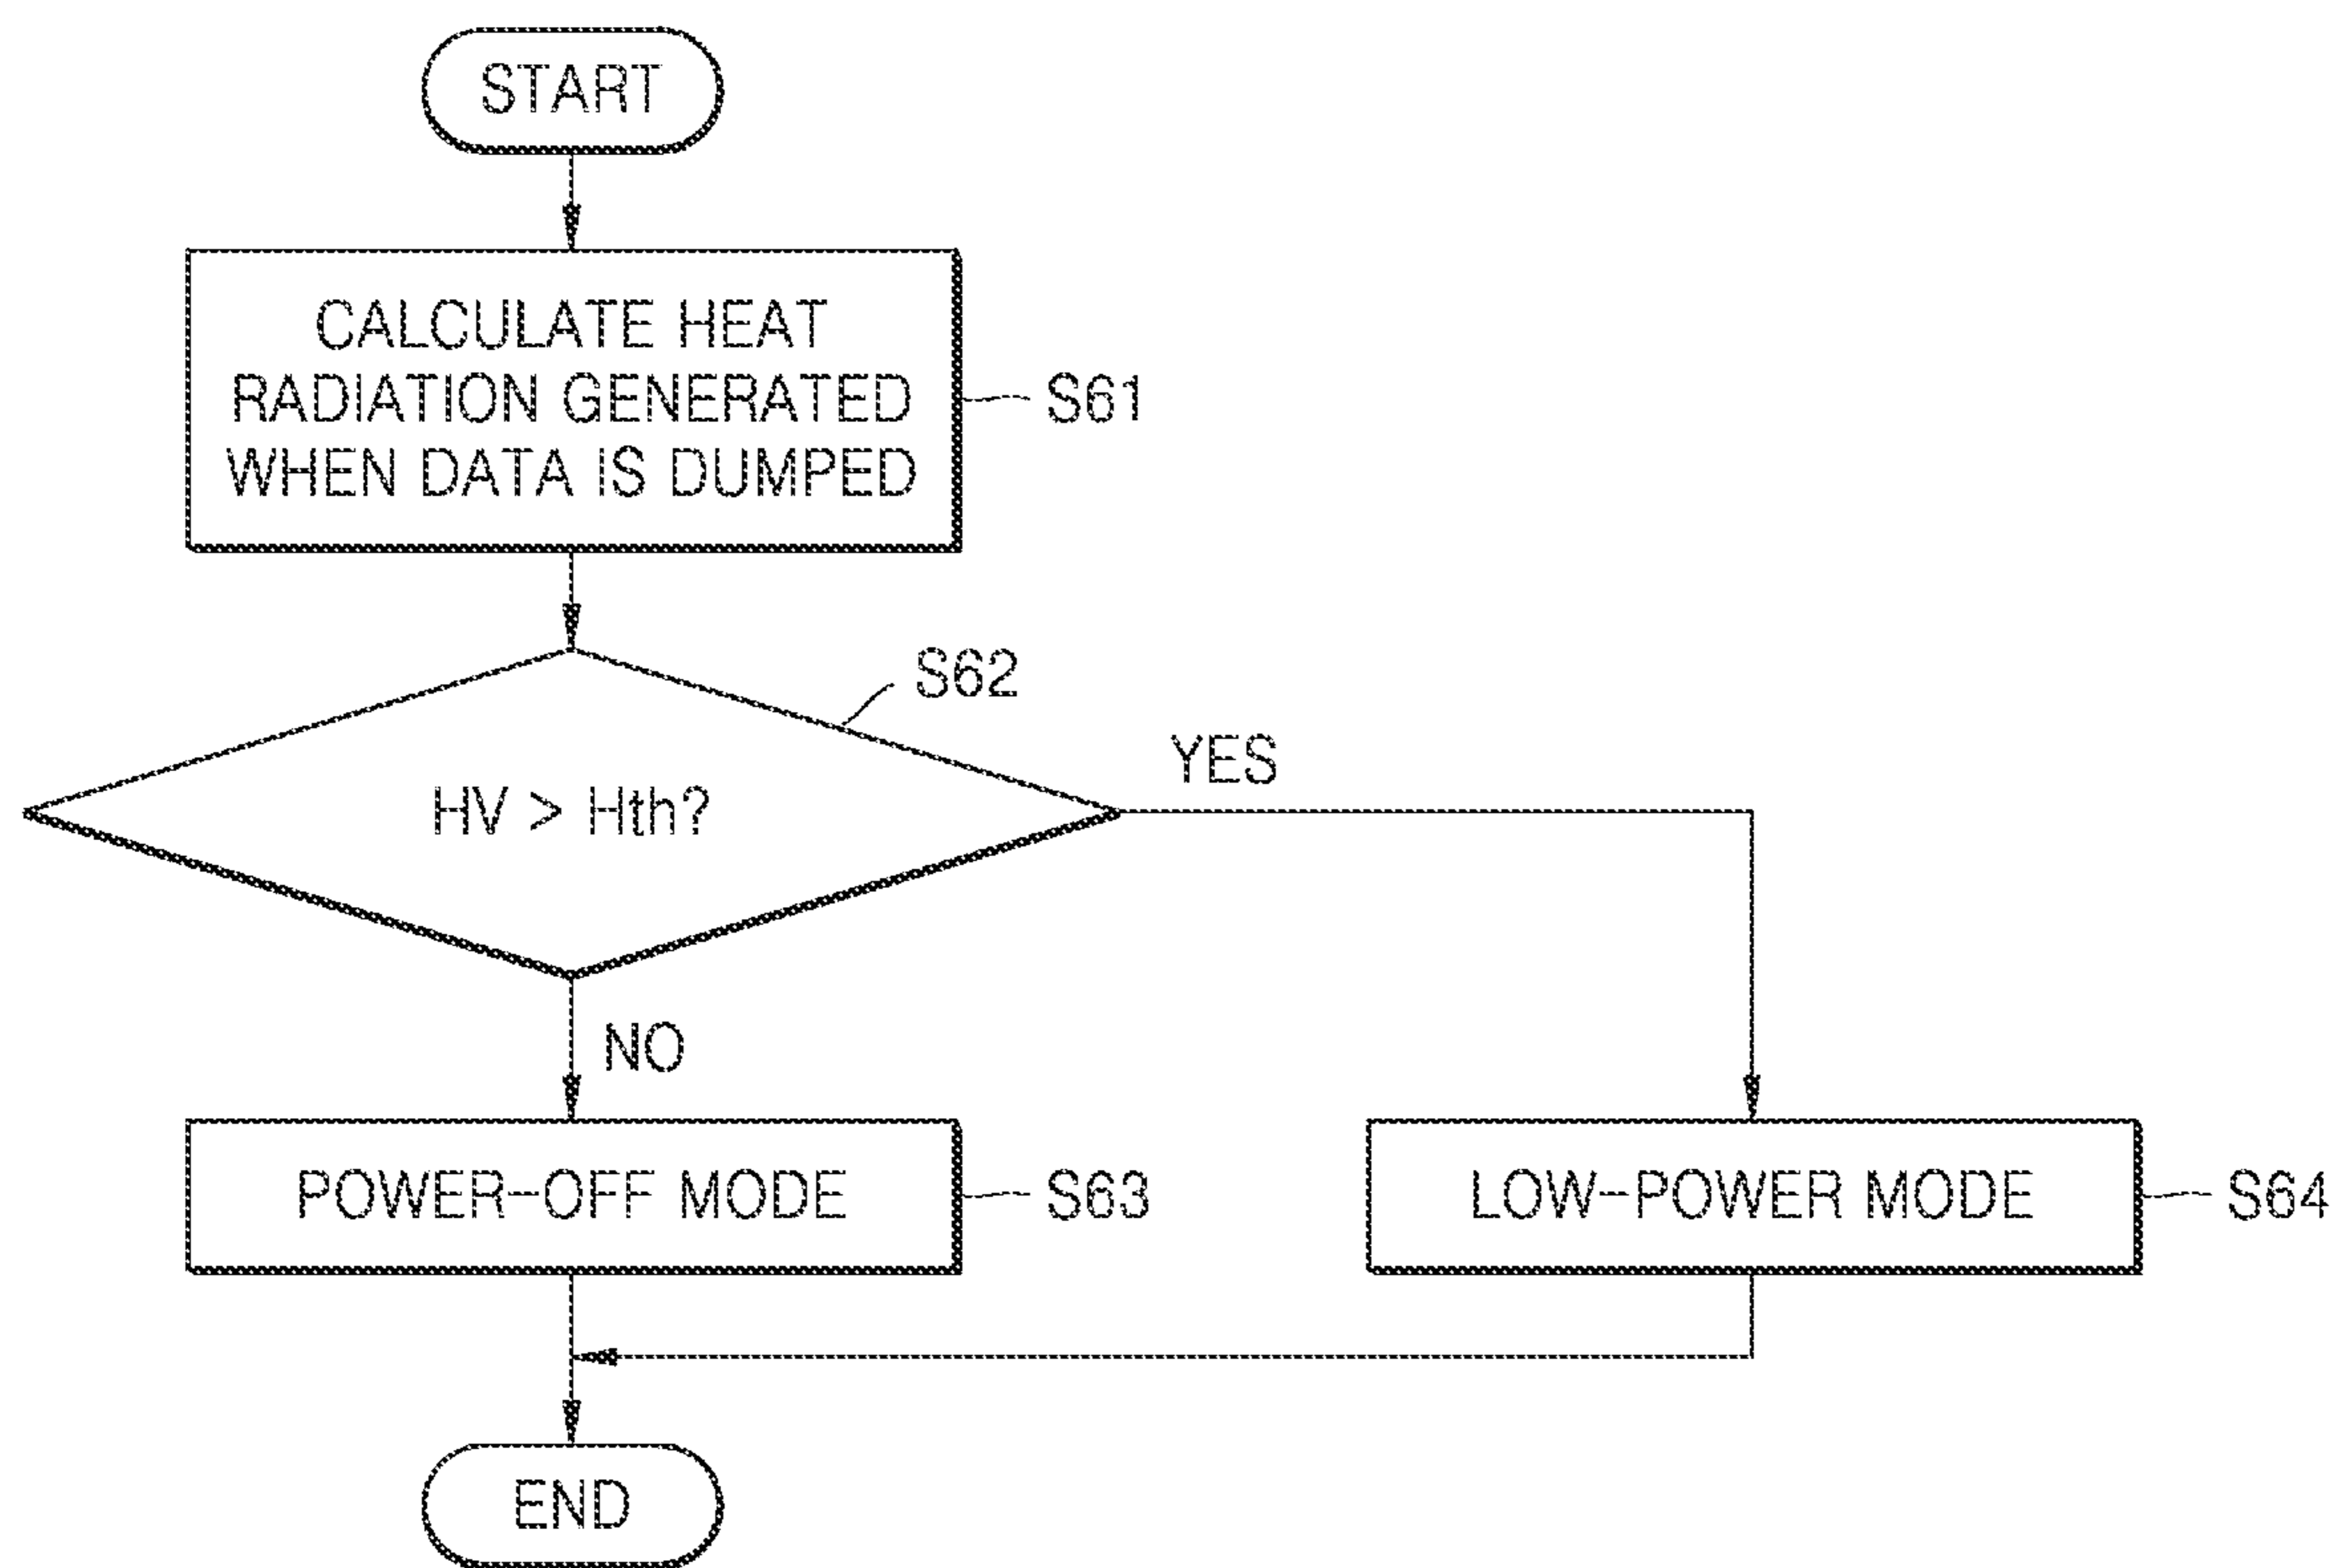 START
CALCULATE HEAT
RADIATION GENERATED
WHEN DATA IS DUMPED
S61
S62
HV > Hth?
YES
NO
POWER-OFF MODE
S63
LOW-POWER MODE
S64
END